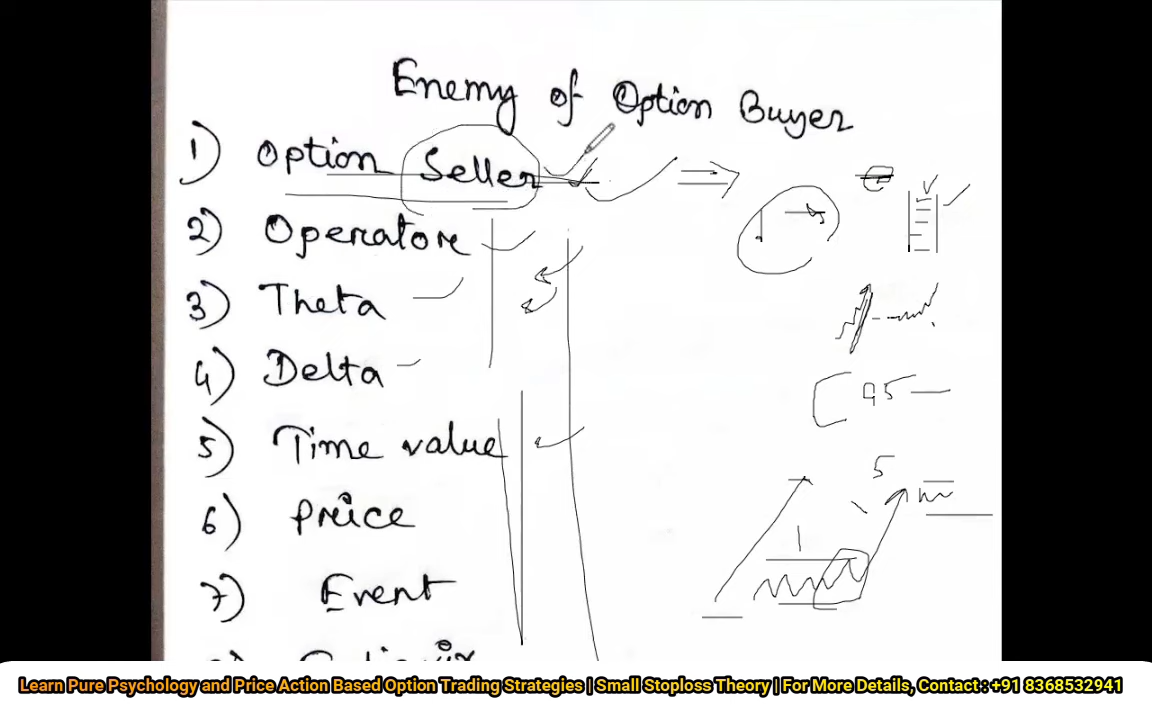 Enemy of Option Buyer
1) Option Seller
2) Operator
3) Theta
4) Delta
5) Time value
6) Price
7) Event
95
5
Learn Pure Psychology and Price Action Based Option Trading Strategies | Small Stoploss Theory | For More Details, Contact : +91 8368532941